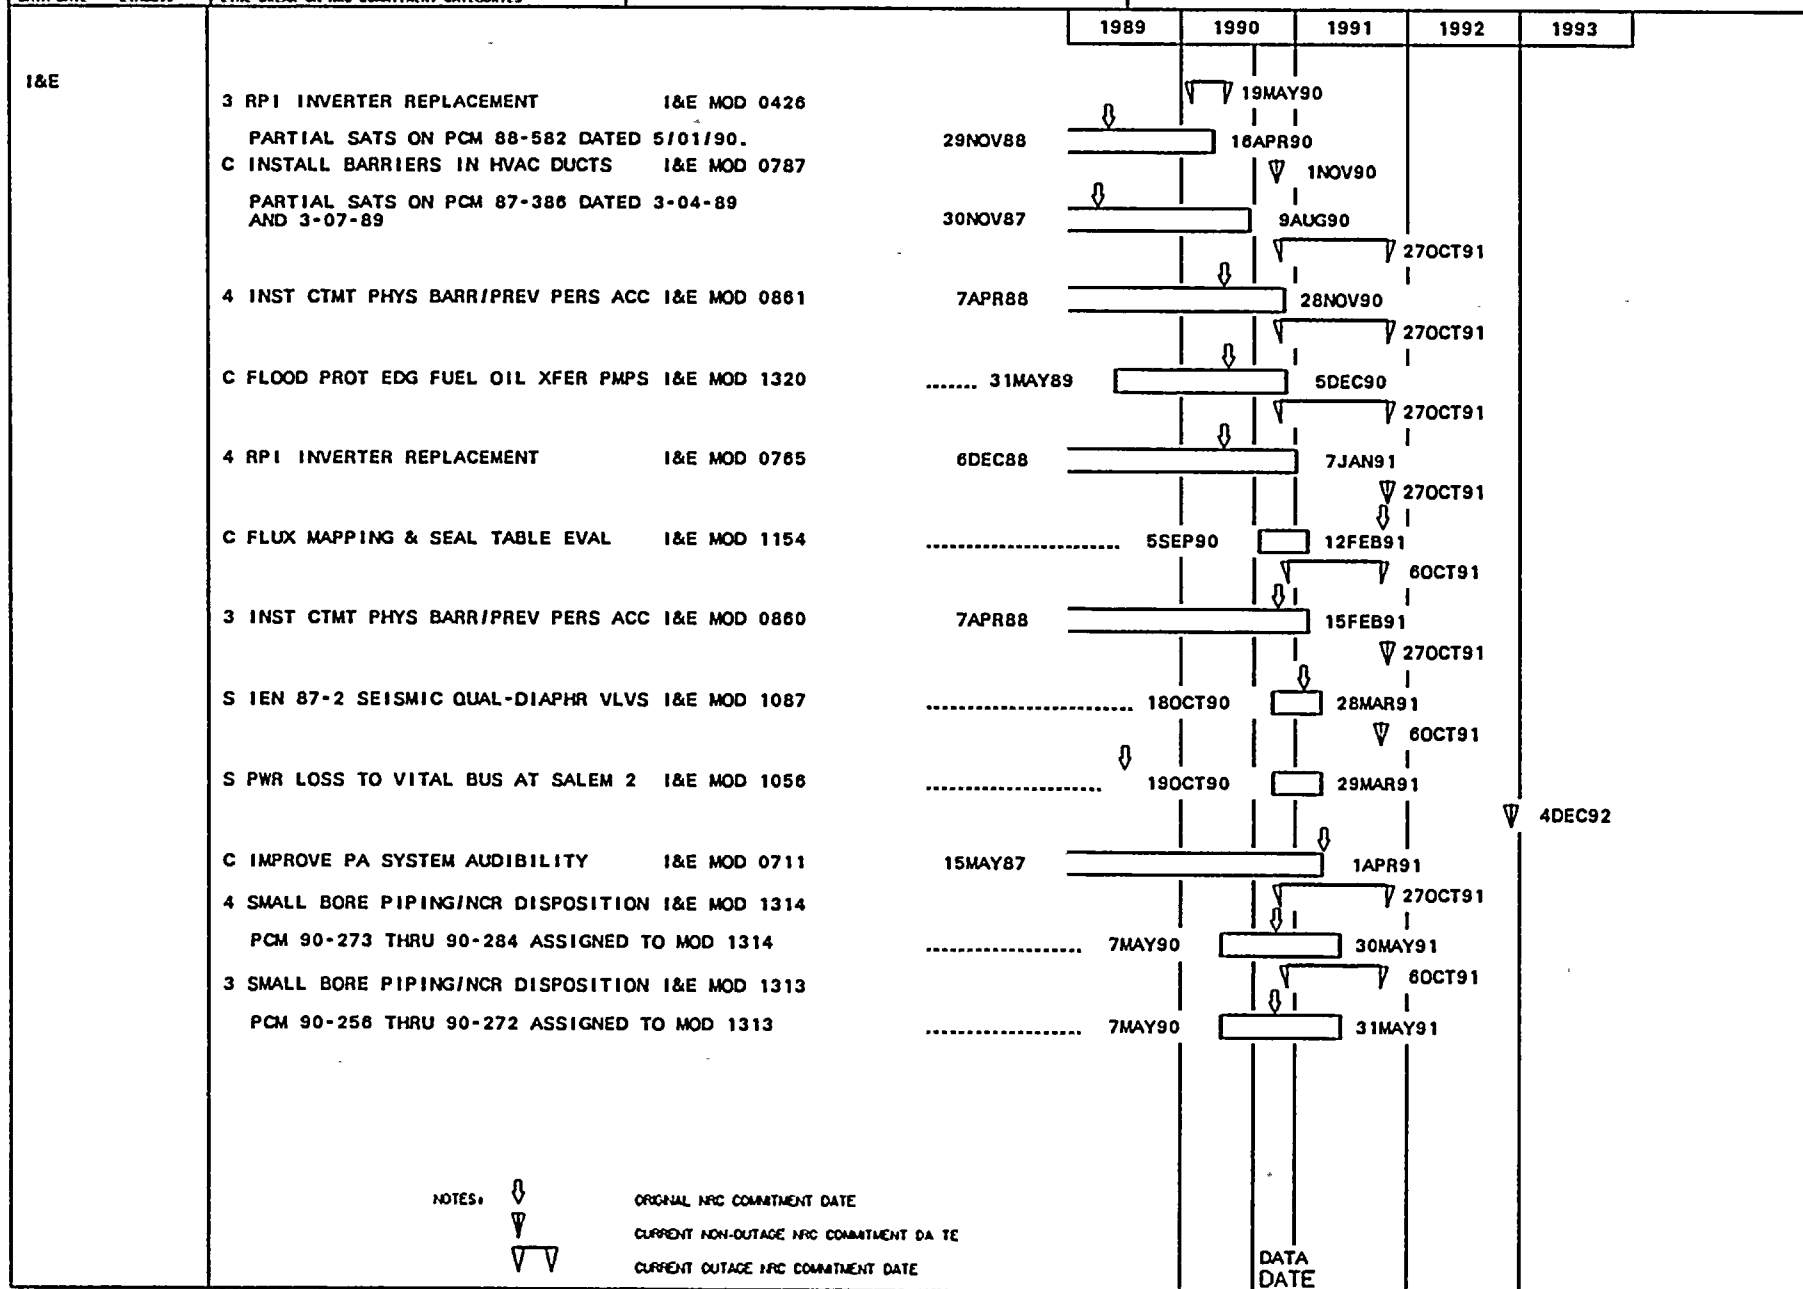 1989 1990 1991 1992 1993
I&E
19MAY90
3 RPI INVERTER REPLACEMENT I&E MOD 0426
PARTIAL SATS ON PCM 88-582 DATED 5/01/90. 29NOV88 16APR90
C INSTALL BARRIERS IN HVAC DUCTS I&E MOD 0787 1NOV90
PARTIAL SATS ON PCM 87-386 DATED 3-04-89
AND 3-07-89 30NOV87 9AUG90
27OCT91
4 INST CTMT PHYS BARR/PREV PERS ACC I&E MOD 0861 7APR88 28NOV90
27OCT91
C FLOOD PROT EDG FUEL OIL XFER PMPS I&E MOD 1320 ....... 31MAY89 5DEC90
27OCT91
4 RPI INVERTER REPLACEMENT I&E MOD 0765 6DEC88 7JAN91
27OCT91
C FLUX MAPPING & SEAL TABLE EVAL I&E MOD 1154 ........................... 5SEP90 12FEB91
6OCT91
3 INST CTMT PHYS BARR/PREV PERS ACC I&E MOD 0860 7APR88 15FEB91
27OCT91
S IEN 87-2 SEISMIC QUAL-DIAPHR VLVS I&E MOD 1087 ............................. 18OCT90 28MAR91
6OCT91
S PWR LOSS TO VITAL BUS AT SALEM 2 I&E MOD 1056 ........................ 19OCT90 29MAR91
4DEC92
C IMPROVE PA SYSTEM AUDIBILITY I&E MOD 0711 15MAY87 1APR91
4 SMALL BORE PIPING/NCR DISPOSITION I&E MOD 1314 27OCT91
PCM 90-273 THRU 90-284 ASSIGNED TO MOD 1314 ...................... 7MAY90 30MAY91
3 SMALL BORE PIPING/NCR DISPOSITION I&E MOD 1313 6OCT91
PCM 90-256 THRU 90-272 ASSIGNED TO MOD 1313 ...................... 7MAY90 31MAY91
NOTES: ORIGINAL NRC COMMITMENT DATE
CURRENT NON-OUTAGE NRC COMMITMENT DA TE
CURRENT OUTAGE NRC COMMITMENT DATE
DATA
DATE